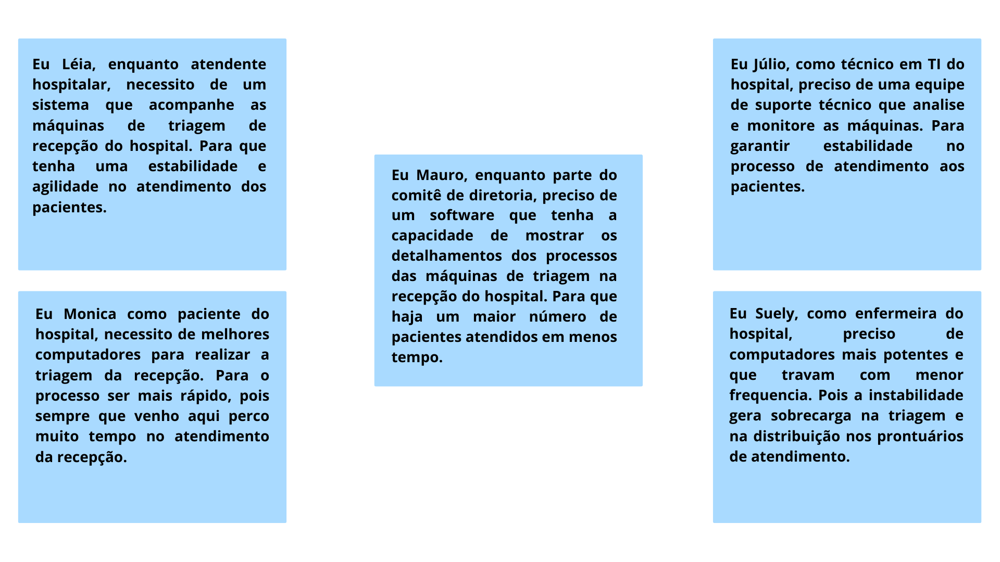 Eu Léia, enquanto atendente
hospitalar, necessito de um
sistema que acompanhe as
máquinas de triagem de
recepção do hospital. Para que
tenha uma estabilidade e
agilidade no atendimento dos
pacientes.
Eu Monica como paciente do
hospital, necessito de melhores
computadores para realizar a
triagem da recepção. Para o
processo ser mais rápido, pois
sempre que venho aqui perco
muito tempo no atendimento
da recepção.
Eu Mauro, enquanto parte do
comitê de diretoria, preciso de
um software que tenha a
capacidade de mostrar os
detalhamentos dos processos
das máquinas de triagem na
recepção do hospital. Para que
haja um maior número de
pacientes atendidos em menos
tempo.
Eu Júlio, como técnico em TI do
hospital, preciso de uma equipe
de suporte técnico que analise
e monitore as máquinas. Para
garantir estabilidade no
processo de atendimento aos
pacientes.
Eu Suely, como enfermeira do
hospital, preciso de
computadores mais potentes e
que travam com menor
frequencia. Pois a instabilidade
gera sobrecarga na triagem e
na distribuição nos prontuários
de atendimento.